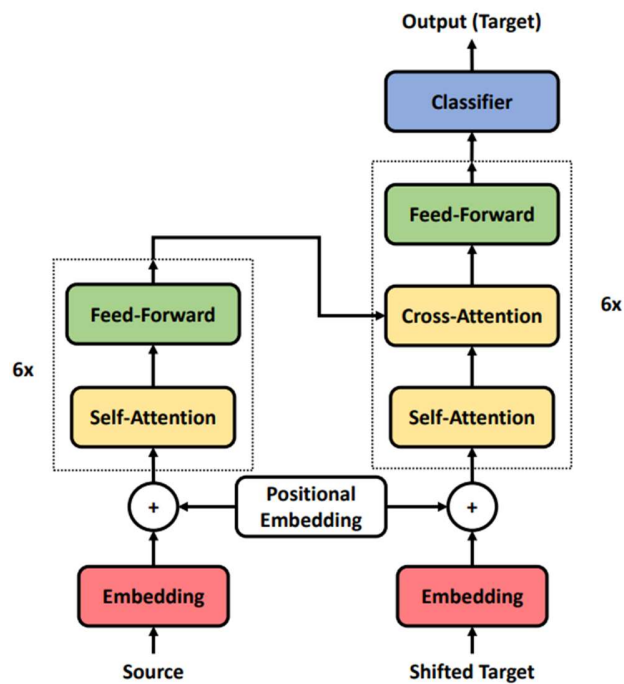 Output (Target)
Classifier
Feed-Forward
Cross-Attention
Self-Attention
6x
Feed-Forward
Self-Attention
6x
Positional
Embedding
+
+
Embedding
Embedding
Source
Shifted Target